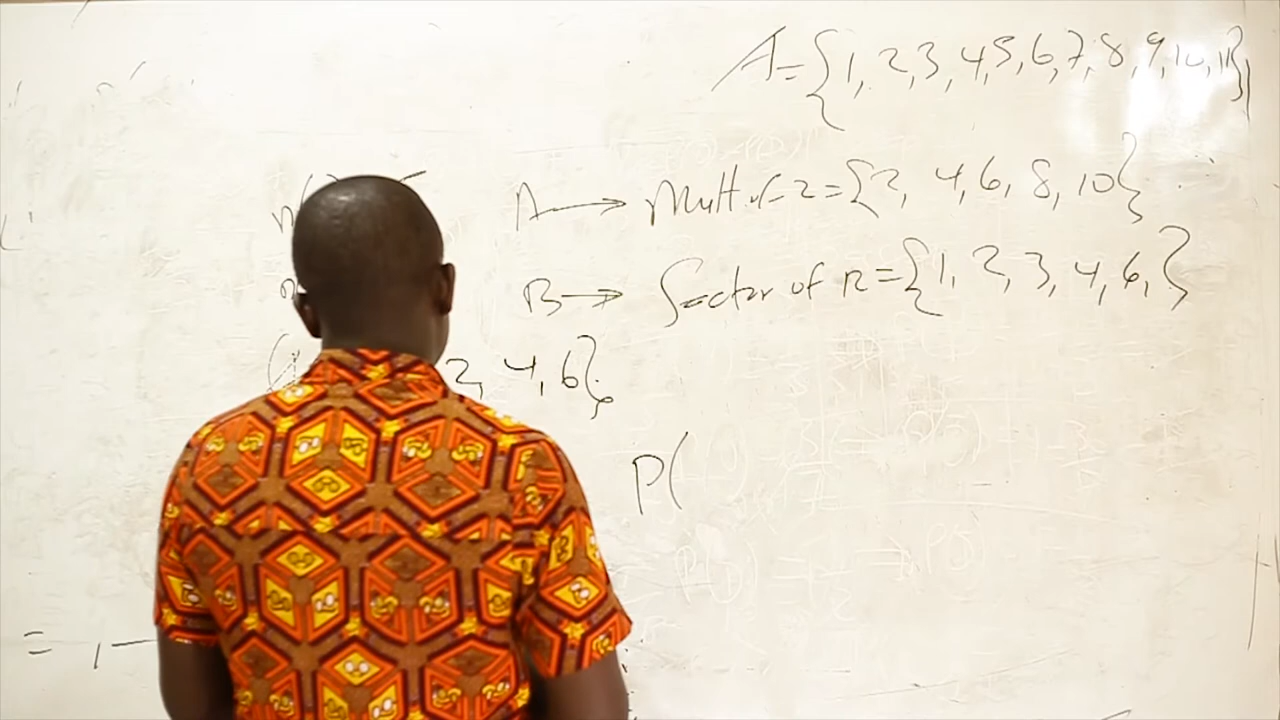 A={1,2,3,4,5,6,7,8,9,10,11}
n(
A → Mult.of 2={2, 4,6, 8, 10}
B → factor of 12={1, 2, 3, 4, 6,}
2, 4, 6}
P(
= , —